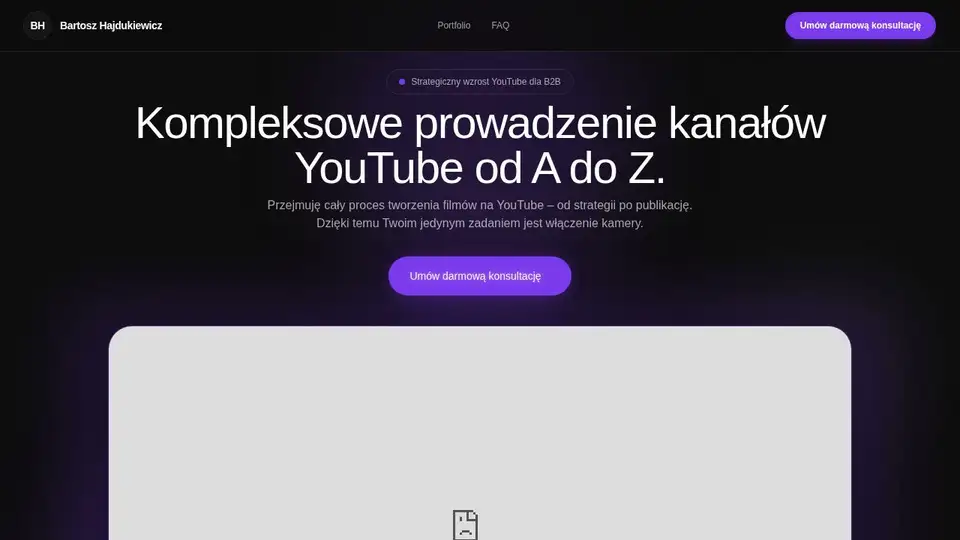 BH
Bartosz Hajdukiewicz
Portfolio
FAQ
Umów darmową konsultację
Strategiczny wzrost YouTube dla B2B
Kompleksowe prowadzenie kanałów
YouTube od A do Z.
Przejmuję cały proces tworzenia filmów na YouTube – od strategii po publikację.
Dzięki temu Twoim jedynym zadaniem jest włączenie kamery.
Umów darmową konsultację